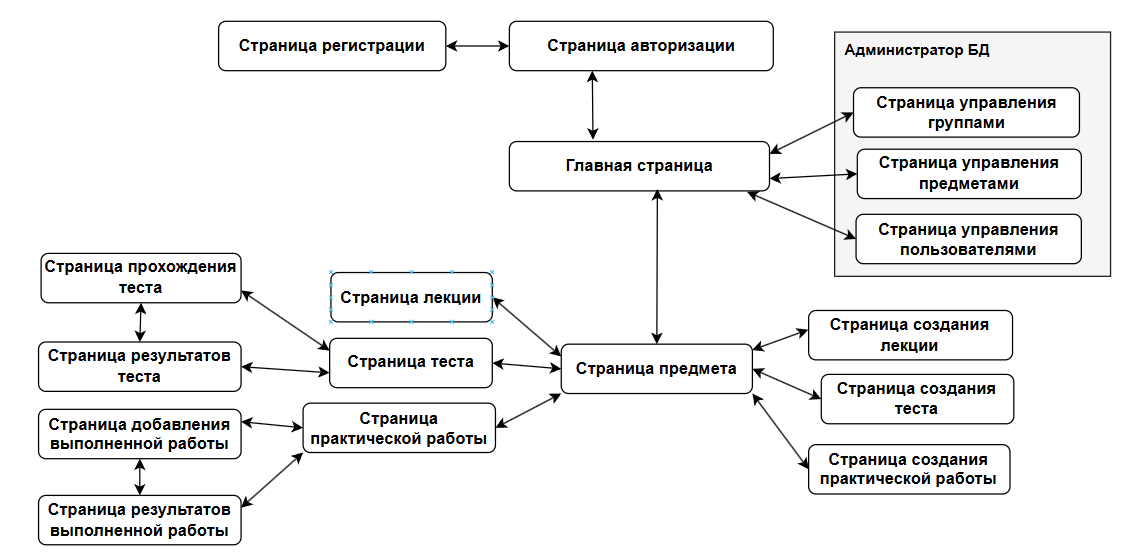 Страница регистрации
Страница авторизации
Администратор БД
Страница управления
группами
Главная страница
Страница управления
предметами
Страница управления
пользователями
Страница прохождения
теста
Страница лекции
Страница создания
лекции
Страница результатов
теста
Страница теста
Страница предмета
Страница создания
теста
Страница добавления
выполненной работы
Страница
практической работы
Страница создания
практической работы
Страница результатов
выполненной работы